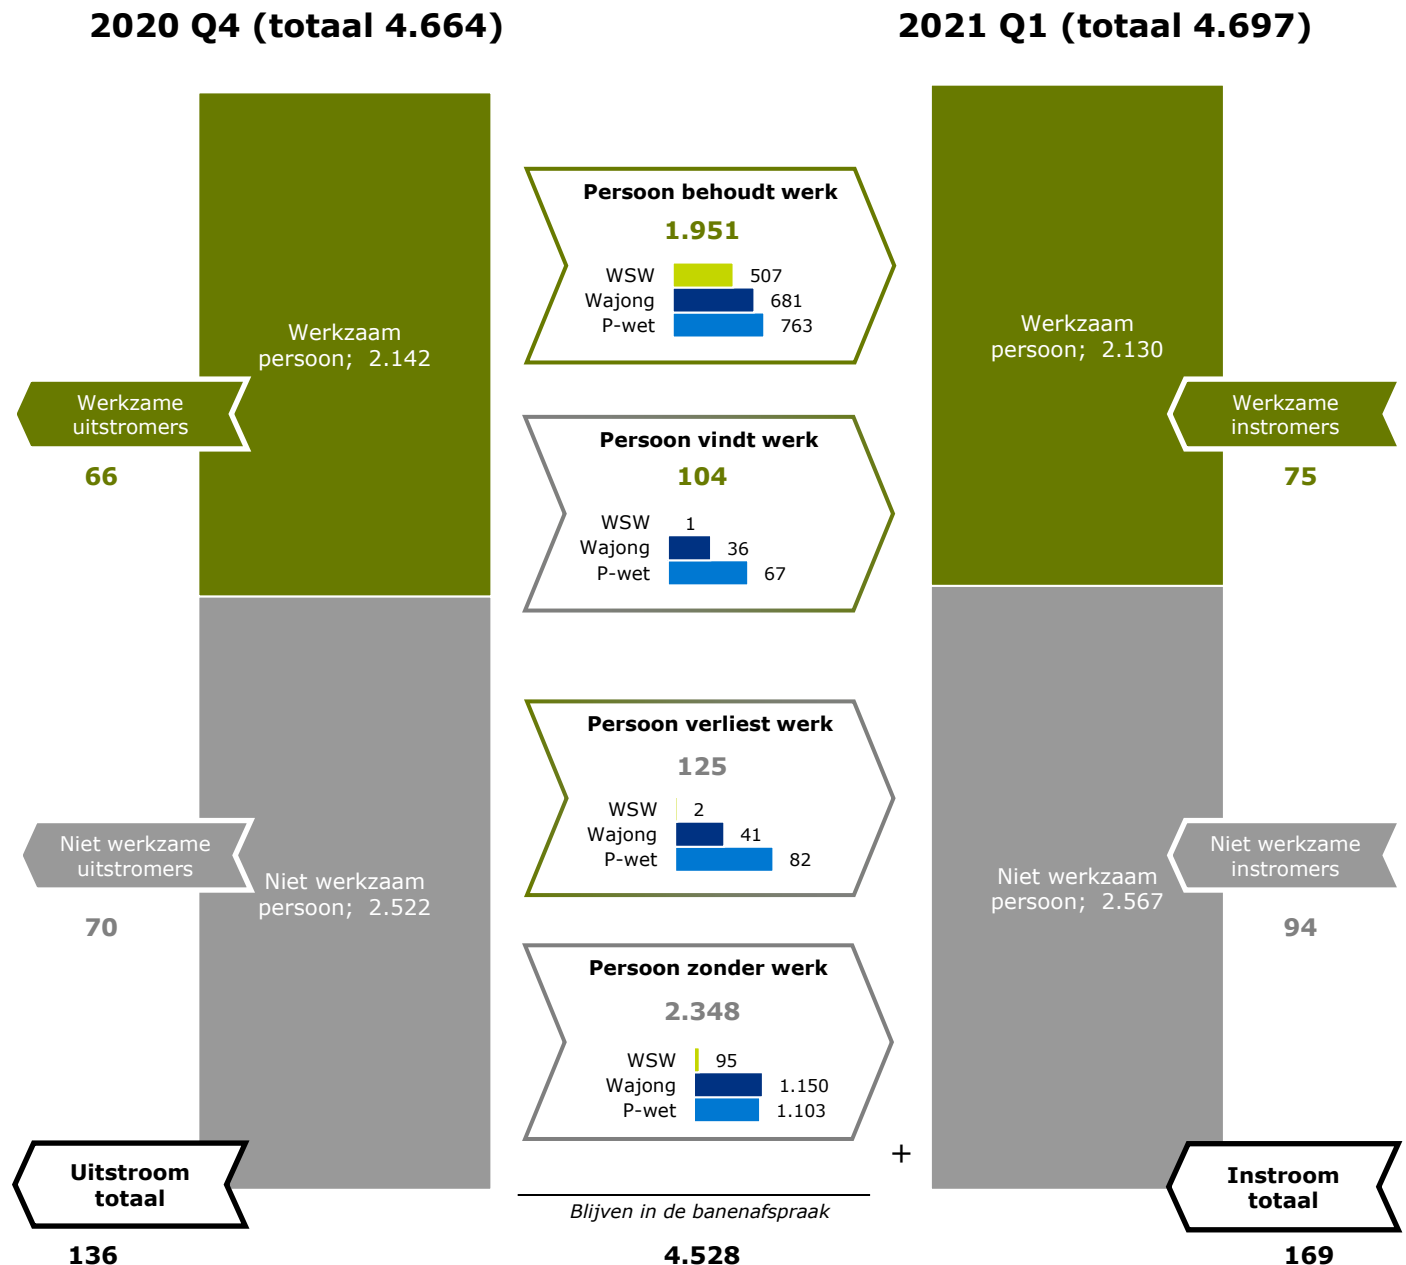 2020 Q4 (totaal 4.664)
2021 Q1 (totaal 4.697)
Werkzaam
persoon; 2.142
Werkzame
uitstromers
66
Niet werkzame
uitstromers
70
Niet werkzaam
persoon; 2.522
Uitstroom
totaal
136
Persoon behoudt werk
1.951
WSW 507
Wajong 681
P-wet 763
Persoon vindt werk
104
WSW 1
Wajong 36
P-wet 67
Persoon verliest werk
125
WSW 2
Wajong 41
P-wet 82
Persoon zonder werk
2.348
WSW 95
Wajong 1.150
P-wet 1.103
+
Blijven in de banenafspraak
4.528
Werkzaam
persoon; 2.130
Werkzame
instromers
75
Niet werkzaam
persoon; 2.567
Niet werkzame
instromers
94
Instroom
totaal
169